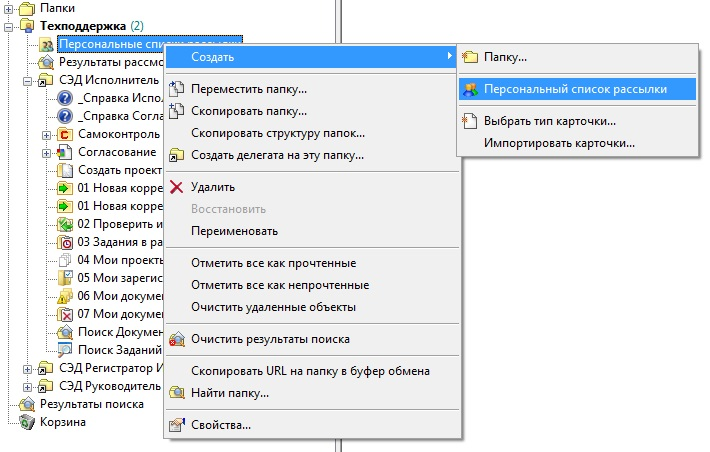 Папки
Техподдержка (2)
Персональные списки рассылки
Результаты рассмо
СЭД Исполнитель
_Справка Испо
_Справка Согла
Самоконтроль
Согласование
Создать проект
01 Новая корре
01 Новая корре
02 Проверить и
03 Задания в ра
04 Мои проекты
05 Мои зарегис
06 Мои докумe
07 Мои докуме
Поиск Докумен
Поиск Заданий
СЭД Регистратор И
СЭД Руководитель
Результаты поиска
Корзина
Создать
Переместить папку...
Скопировать папку...
Скопировать структуру папок...
Создать делегата на эту папку...
Удалить
Восстановить
Переименовать
Отметить все как прочтенные
Отметить все как непрочтенные
Очистить удаленные объекты
Очистить результаты поиска
Скопировать URL на папку в буфер обмена
Найти папку...
Свойства...
Папку...
Персональный список рассылки
Выбрать тип карточки...
Импортировать карточки...